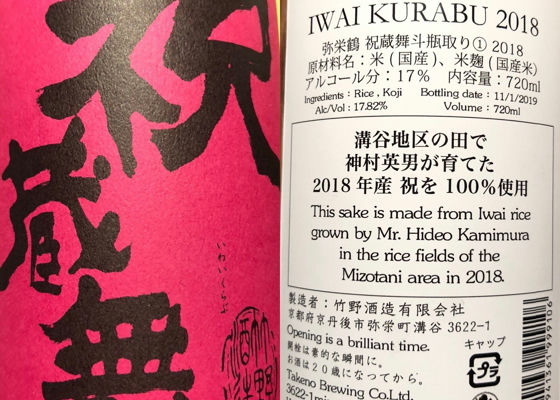 祝蔵舞
いわいくらぶ
IWAI KURABU 2018
弥栄鶴 祝蔵舞斗瓶取り① 2018
原材料名：米 (国産)、米麹 (国産米)
アルコール分：17% 内容量：720ml
Ingredients : Rice , Koji Bottling date : 11/1/2019
Alc/Vol : 17.82% Volume : 720ml
溝谷地区の田で
神村英男が育てた
2018 年産 祝を 100%使用
This sake is made from Iwai rice
grown by Mr. Hideo Kamimura
in the rice fields of the
Mizotani area in 2018.
製造者：竹野酒造有限会社
京都府京丹後市弥栄町溝谷 3622-1
Opening is a brilliant time.
開栓は素的な瞬間に。
お酒は20歳になってから。
Takeno Brewing Co.,Ltd.
キャップ
プラ